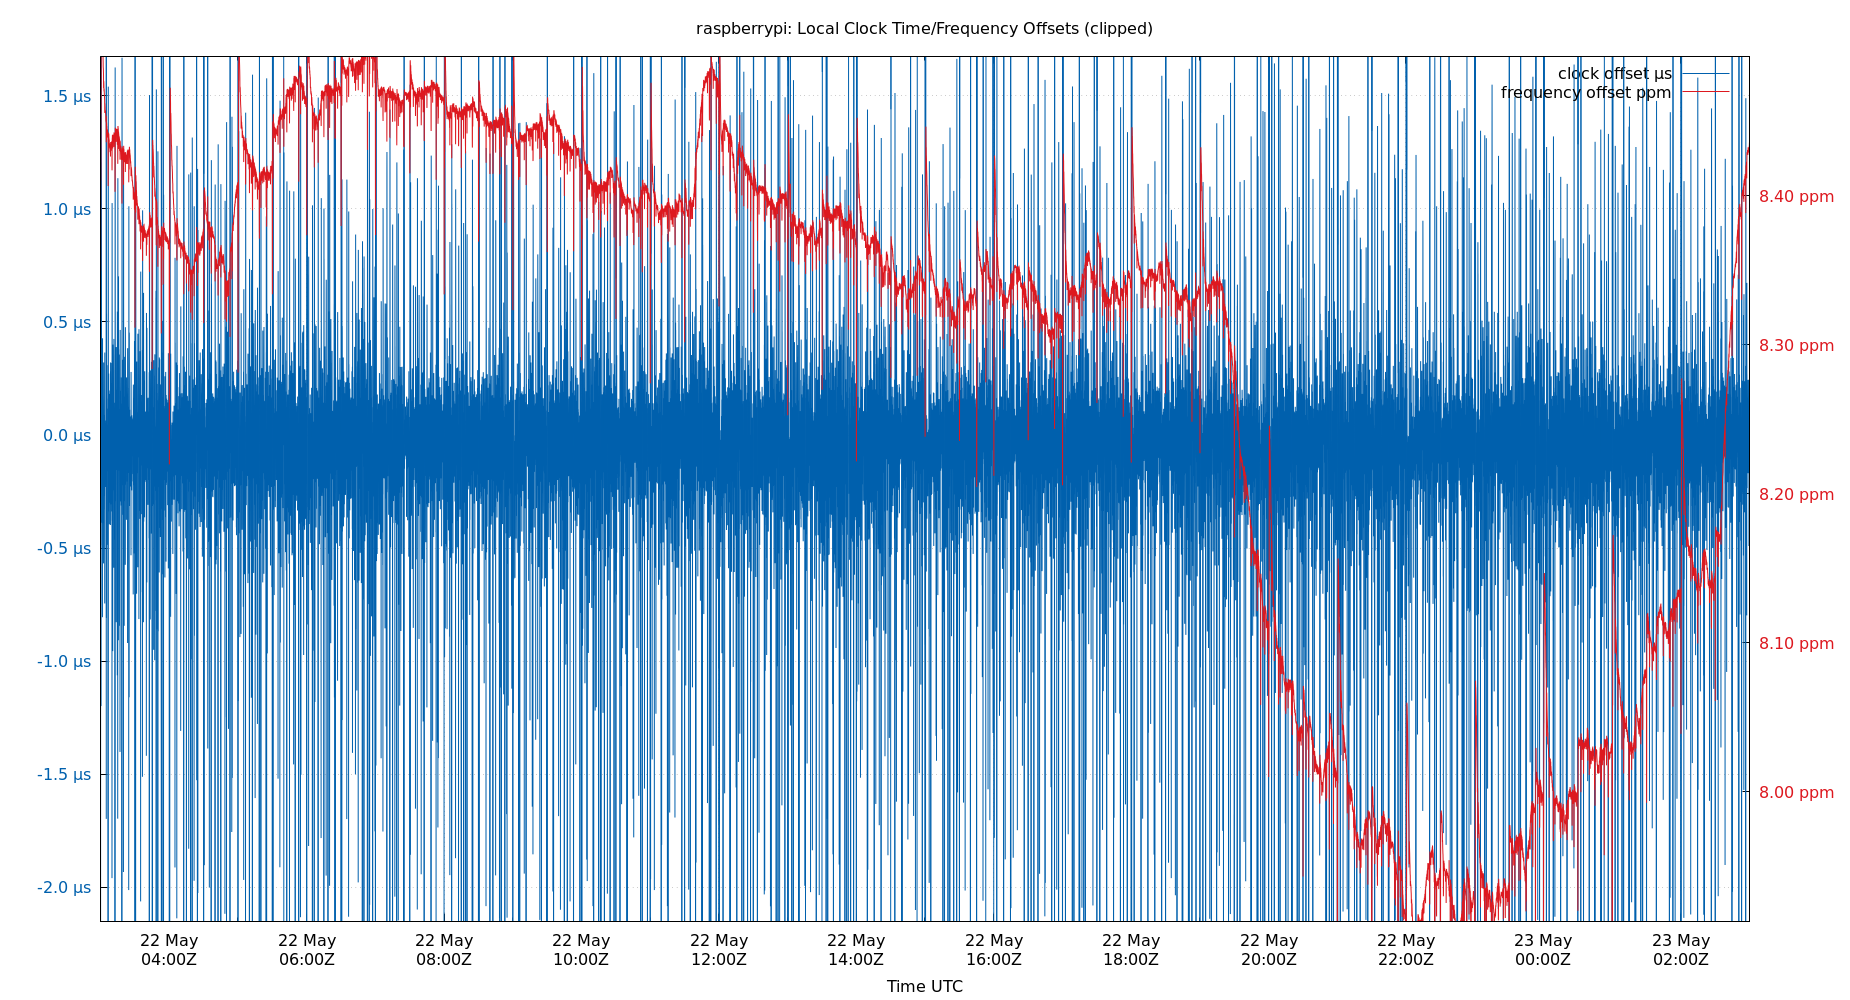 raspberrypi: Local Clock Time/Frequency Offsets (clipped)
clock offset µs
frequency offset ppm
1.5 µs
1.0 µs
0.5 µs
0.0 µs
-0.5 µs
-1.0 µs
-1.5 µs
-2.0 µs
8.40 ppm
8.30 ppm
8.20 ppm
8.10 ppm
8.00 ppm
22 May
04:00Z
22 May
06:00Z
22 May
08:00Z
22 May
10:00Z
22 May
12:00Z
22 May
14:00Z
22 May
16:00Z
22 May
18:00Z
22 May
20:00Z
22 May
22:00Z
23 May
00:00Z
23 May
02:00Z
Time UTC